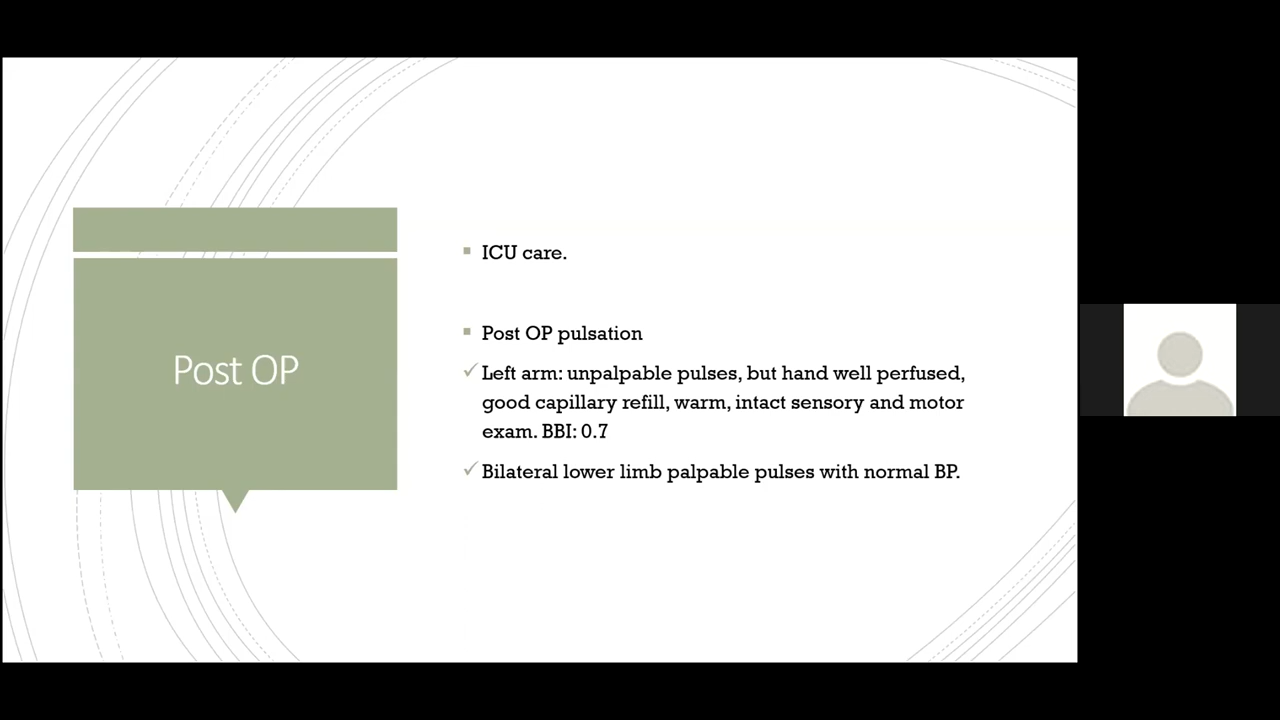 Post OP
ICU care.
Post OP pulsation
Left arm: unpalpable pulses, but hand well perfused,
good capillary refill, warm, intact sensory and motor
exam. BBI: 0.7
Bilateral lower limb palpable pulses with normal BP.